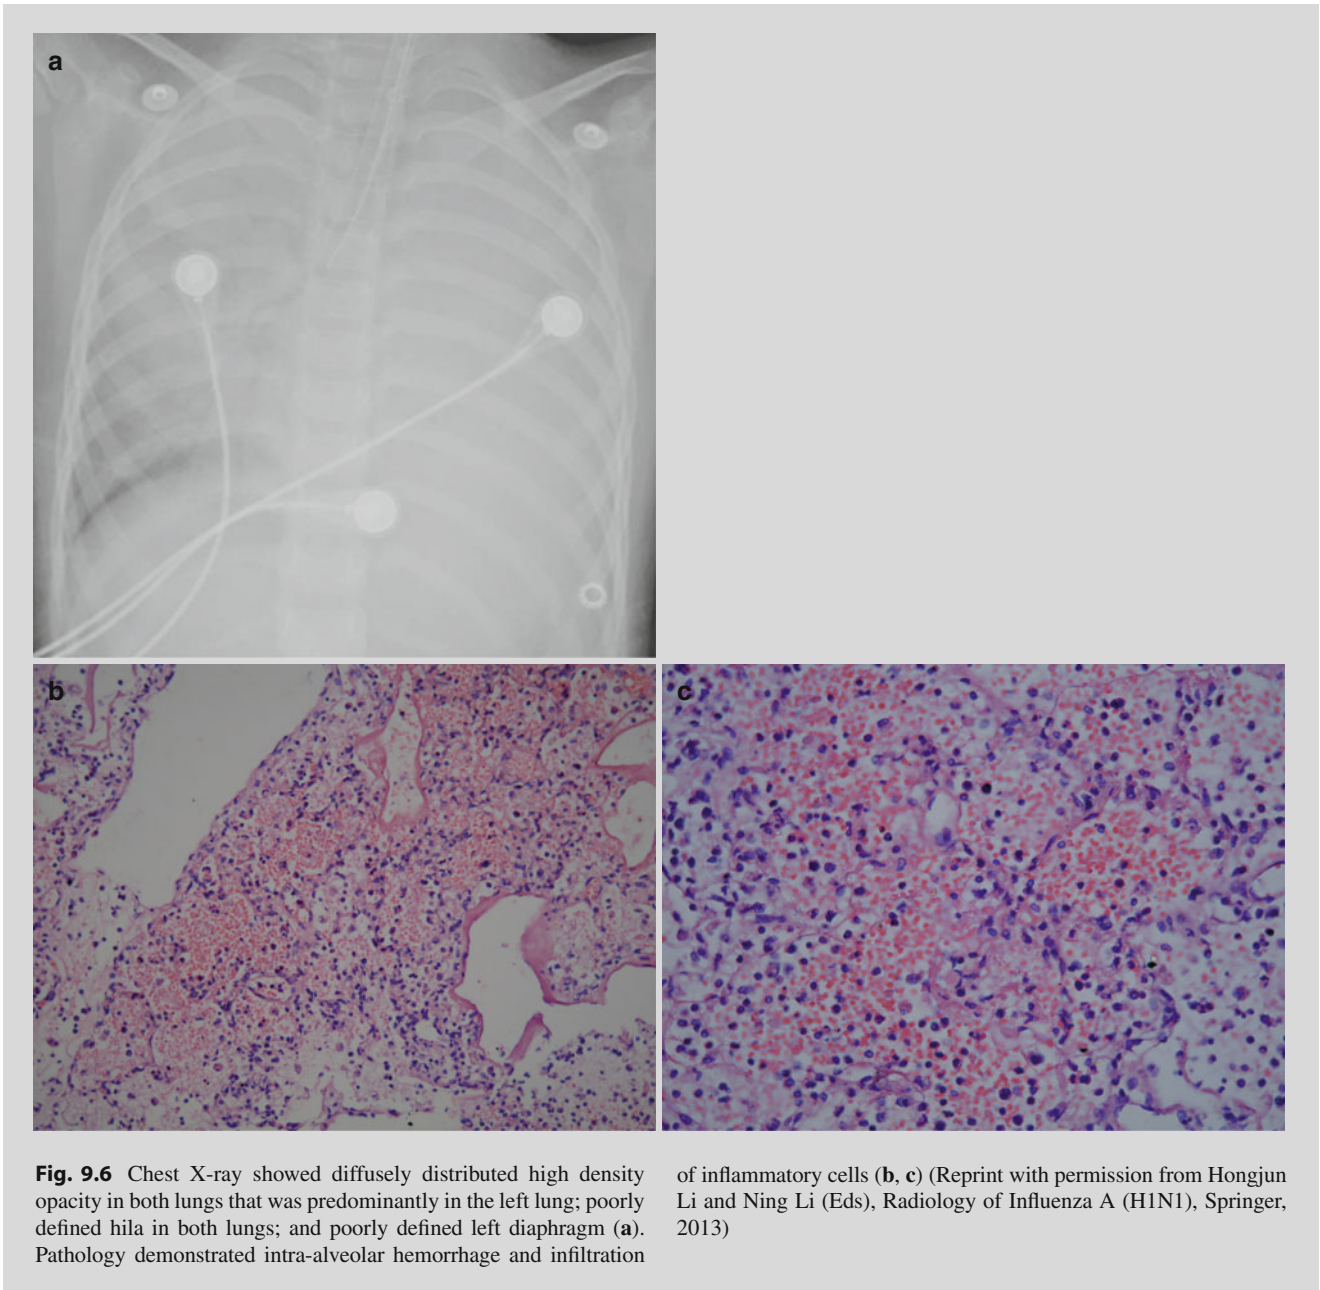 a
b
c
Fig. 9.6 Chest X-ray showed diffusely distributed high density
opacity in both lungs that was predominantly in the left lung; poorly
defined hila in both lungs; and poorly defined left diaphragm (a).
Pathology demonstrated intra-alveolar hemorrhage and infiltration
of inflammatory cells (b, c) (Reprint with permission from Hongjun
Li and Ning Li (Eds), Radiology of Influenza A (H1N1), Springer,
2013)